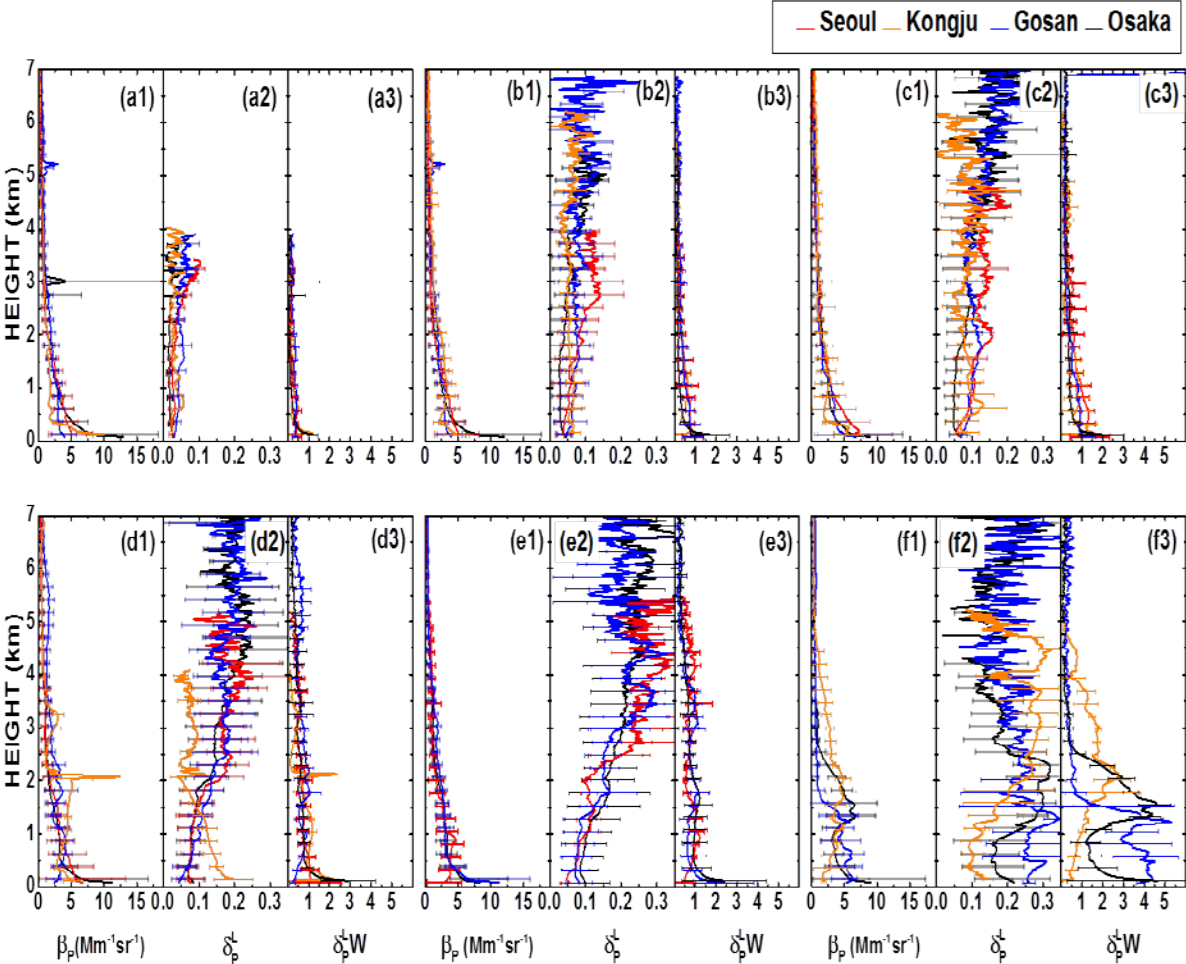 Seoul Kongju Gosan Osaka
7 (a1) (a2) (a3) (b1) (b2) (b3) (c1) (c2) (c3)
6
5
4
3
2
1
0
HEIGHT (km)
0 5 10 15 0.0 0.1 0.2 0.3 1 2 3 4 5 0 5 10 15 0.0 0.1 0.2 0.3 1 2 3 4 5 0 5 10 15 0.0 0.1 0.2 0.3 1 2 3 4 5
7 (d1) (d2) (d3) (e1) (e2) (e3) (f1) (f2) (f3)
6
5
4
3
2
1
0
HEIGHT (km)
0 5 10 15 0.0 0.1 0.2 0.3 1 2 3 4 5 0 5 10 15 0.0 0.1 0.2 0.3 1 2 3 4 5 0 5 10 15 0.0 0.1 0.2 0.3 1 2 3 4 5
βₚ(Mm⁻¹sr⁻¹) δₚᴸ δₚᴸW βₚ(Mm⁻¹sr⁻¹) δₚᴸ δₚᴸW βₚ(Mm⁻¹sr⁻¹) δₚᴸ δₚᴸW